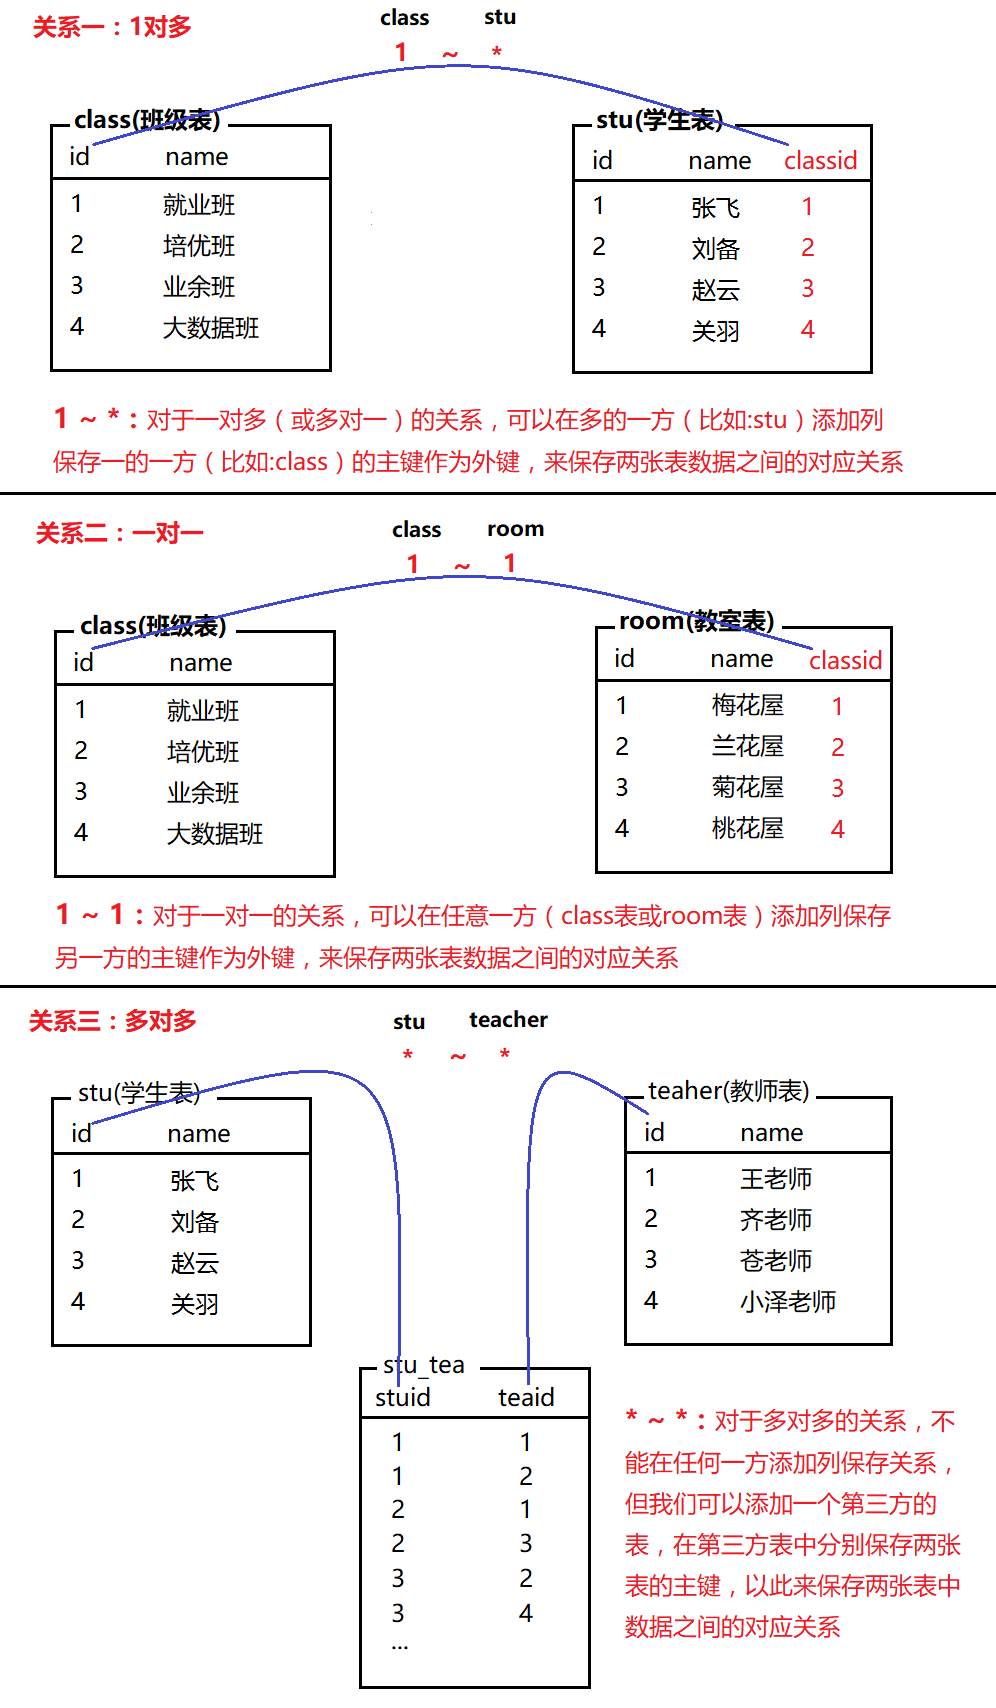 关系一：1对多
class stu
1 ~ *
class(班级表)
id name
1 就业班
2 培优班
3 业余班
4 大数据班
stu(学生表)
id name classid
1 张飞 1
2 刘备 2
3 赵云 3
4 关羽 4
1 ~ *：对于一对多（或多对一）的关系，可以在多的一方（比如:stu）添加列
保存一的一方（比如:class）的主键作为外键，来保存两张表数据之间的对应关系
关系二：一对一
class room
1 ~ 1
class(班级表)
id name
1 就业班
2 培优班
3 业余班
4 大数据班
room(教室表)
id name classid
1 梅花屋 1
2 兰花屋 2
3 菊花屋 3
4 桃花屋 4
1 ~ 1：对于一对一的关系，可以在任意一方（class表或room表）添加列保存
另一方的主键作为外键，来保存两张表数据之间的对应关系
关系三：多对多
stu teacher
* ~ *
stu(学生表)
id name
1 张飞
2 刘备
3 赵云
4 关羽
teaher(教师表)
id name
1 王老师
2 齐老师
3 苍老师
4 小泽老师
stu_tea
stuid teaid
1 1
1 2
2 1
2 3
3 2
3 4
...
* ~ *：对于多对多的关系，不
能在任何一方添加列保存关系，
但我们可以添加一个第三方的
表，在第三方表中分别保存两张
表的主键，以此来保存两张表中
数据之间的对应关系